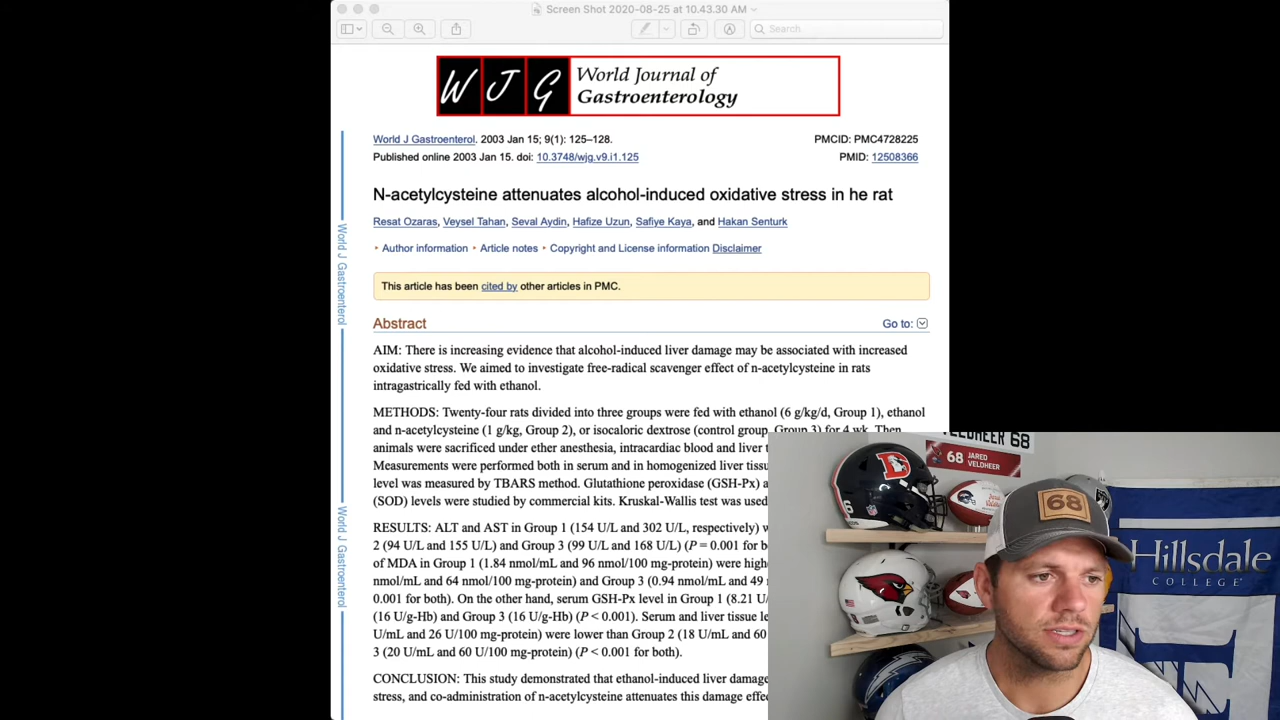 Screen Shot 2020-08-25 at 10.43.30 AM
Search
W J G
World Journal of
Gastroenterology
World J Gastroenterol. 2003 Jan 15; 9(1): 125–128.
PMCID: PMC4728225
Published online 2003 Jan 15. doi: 10.3748/wjg.v9.i1.125
PMID: 12508366
N-acetylcysteine attenuates alcohol-induced oxidative stress in he rat
Resat Ozaras, Veysel Tahan, Seval Aydin, Hafize Uzun, Safiye Kaya, and Hakan Senturk
Author information • Article notes • Copyright and License information Disclaimer
This article has been cited by other articles in PMC.
Abstract
Go to:
AIM: There is increasing evidence that alcohol-induced liver damage may be associated with increased
oxidative stress. We aimed to investigate free-radical scavenger effect of n-acetylcysteine in rats
intragastrically fed with ethanol.
METHODS: Twenty-four rats divided into three groups were fed with ethanol (6 g/kg/d, Group 1), ethanol
and n-acetylcysteine (1 g/kg, Group 2), or isocaloric dextrose (control group, Group 3) for 4 wk. Then
animals were sacrificed under ether anesthesia, intracardiac blood and liver t
Measurements were performed both in serum and in homogenized liver tissu
level was measured by TBARS method. Glutathione peroxidase (GSH-Px) a
(SOD) levels were studied by commercial kits. Kruskal-Wallis test was used
RESULTS: ALT and AST in Group 1 (154 U/L and 302 U/L, respectively) w
2 (94 U/L and 155 U/L) and Group 3 (99 U/L and 168 U/L) (P = 0.001 for b
of MDA in Group 1 (1.84 nmol/mL and 96 nmol/100 mg-protein) were highe
nmol/mL and 64 nmol/100 mg-protein) and Group 3 (0.94 nmol/mL and 49
0.001 for both). On the other hand, serum GSH-Px level in Group 1 (8.21 U/
(16 U/g-Hb) and Group 3 (16 U/g-Hb) (P < 0.001). Serum and liver tissue le
U/mL and 26 U/100 mg-protein) were lower than Group 2 (18 U/mL and 60
3 (20 U/mL and 60 U/100 mg-protein) (P < 0.001 for both).
CONCLUSION: This study demonstrated that ethanol-induced liver damage
stress, and co-administration of n-acetylcysteine attenuates this damage effec
World J Gastroenterol
World J Gastroenterol
World J Gastroenterol
VELDHEER 68
68 JARED
VELDHEER
68
Hillsdale
COLLEGE